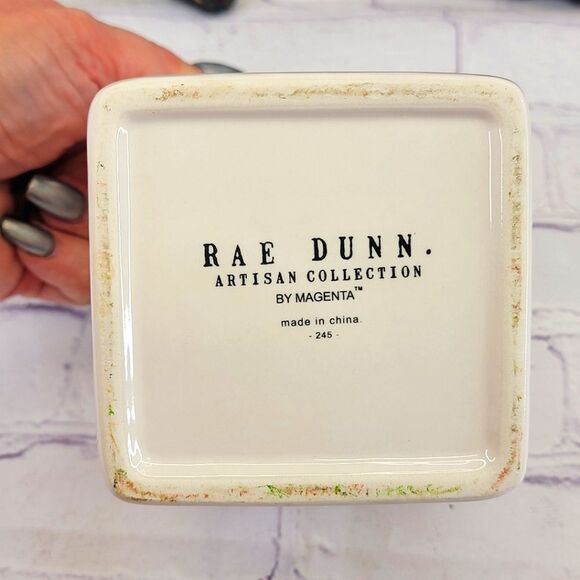 RAE DUNN.
ARTISAN COLLECTION
BY MAGENTA™
made in china.
- 245 -